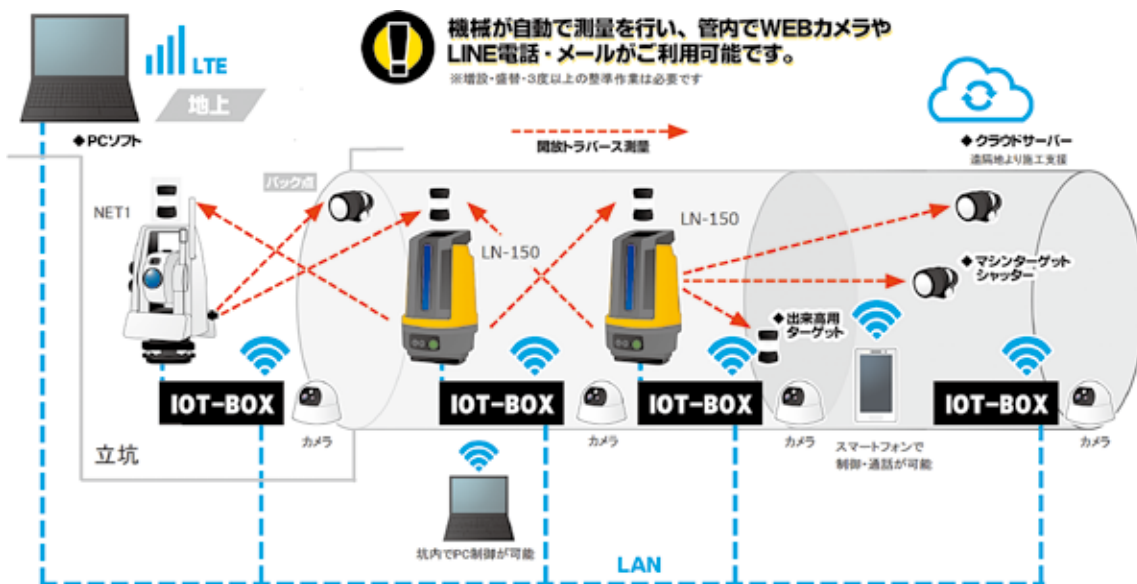 機械が自動で測量を行い、管内でWEBカメラや
LINE電話・メールがご利用可能です。
※増設・盛替・3度以上の整準作業は必要です
LTE
地上
◆PCソフト
開放トラバース測量
◆クラウドサーバー
遠隔地より施工支援
バック点
NET1
LN-150
LN-150
◆マシンターゲット
シャッター
◆出来高用
ターゲット
IOT-BOX
IOT-BOX
IOT-BOX
IOT-BOX
カメラ
カメラ
カメラ
カメラ
スマートフォンで
制御・通話が可能
立坑
坑内でPC制御が可能
LAN